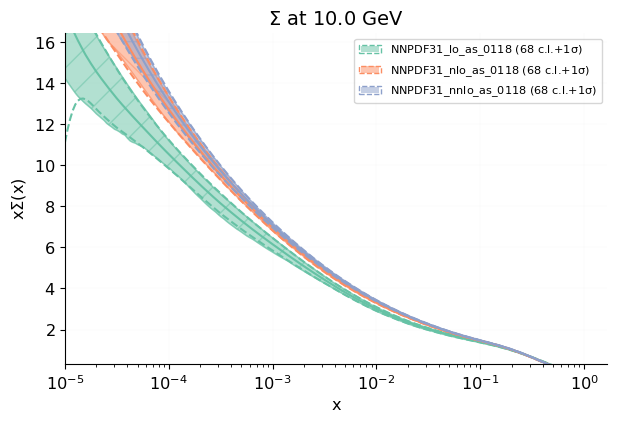 Σ at 10.0 GeV
NNPDF31_lo_as_0118 (68 c.l.+1σ)
NNPDF31_nlo_as_0118 (68 c.l.+1σ)
NNPDF31_nnlo_as_0118 (68 c.l.+1σ)
xΣ(x)
16
14
12
10
8
6
4
2
10⁻⁵ 10⁻⁴ 10⁻³ 10⁻² 10⁻¹ 10⁰
x